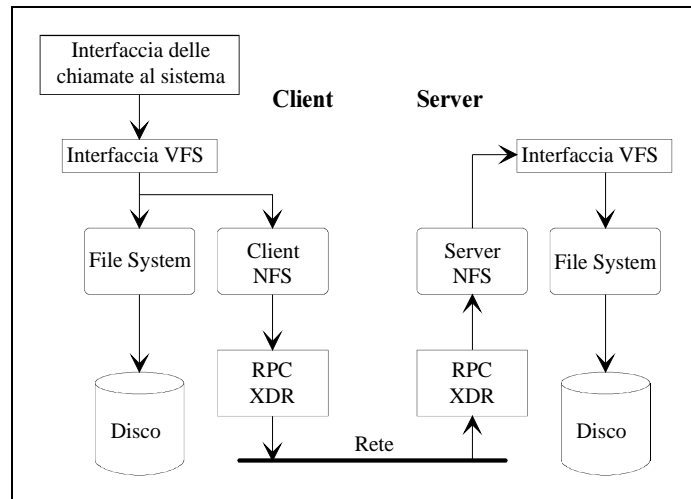 Interfaccia delle
chiamate al sistema
Client
Server
Interfaccia VFS
Interfaccia VFS
File System
Client
NFS
Server
NFS
File System
RPC
XDR
RPC
XDR
Disco
Rete
Disco